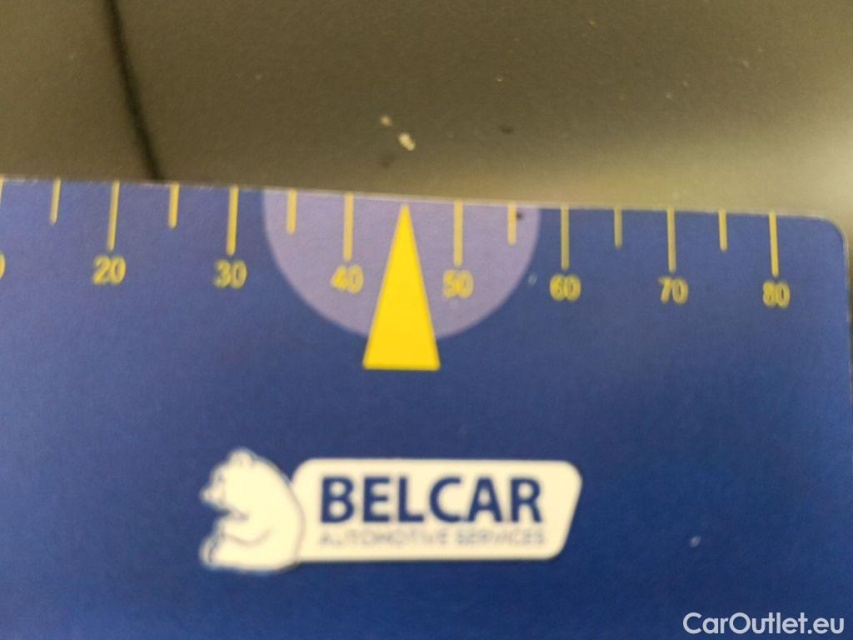 20 30 40 50 60 70 80
BELCAR
AUTOMOTIVE SERVICES
CarOutlet.eu